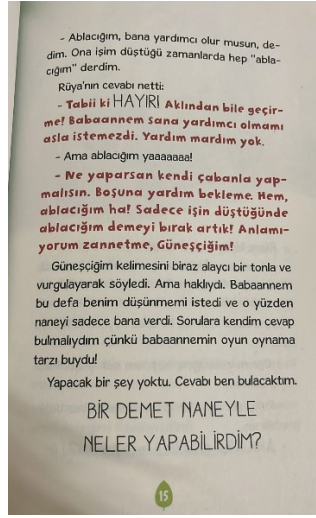 - Ablacığım, bana yardımcı olur musun, de-
dim. Ona işim düştüğü zamanlarda hep "abla-
cığım" derdim.
Rüya'nın cevabı netti:
- Tabii ki HAYIR! Aklından bile geçir-
me! Babaannem sana yardımcı olmamı
asla istemezdi. Yardım mardım yok.
- Ama ablacığım yaaaaaaa!
- Ne yaparsan kendi çabanla yap-
malısın. Boşuna yardım bekleme. Hem,
ablacığım ha! Sadece işin düştüğünde
ablacığım demeyi bırak artık! Anlamı-
yorum zannetme, Güneşçiğim!
Güneşçiğim kelimesini biraz alaycı bir tonla ve
vurgulayarak söyledi. Ama haklıydı. Babaannem
bu defa benim düşünmemi istedi ve o yüzden
naneyi sadece bana verdi. Sorulara kendim cevap
bulmalıydım çünkü babaannemin oyun oynama
tarzı buydu!
Yapacak bir şey yoktu. Cevabı ben bulacaktım.
BİR DEMET NANEYLE
NELER YAPABİLİRDİM?
15